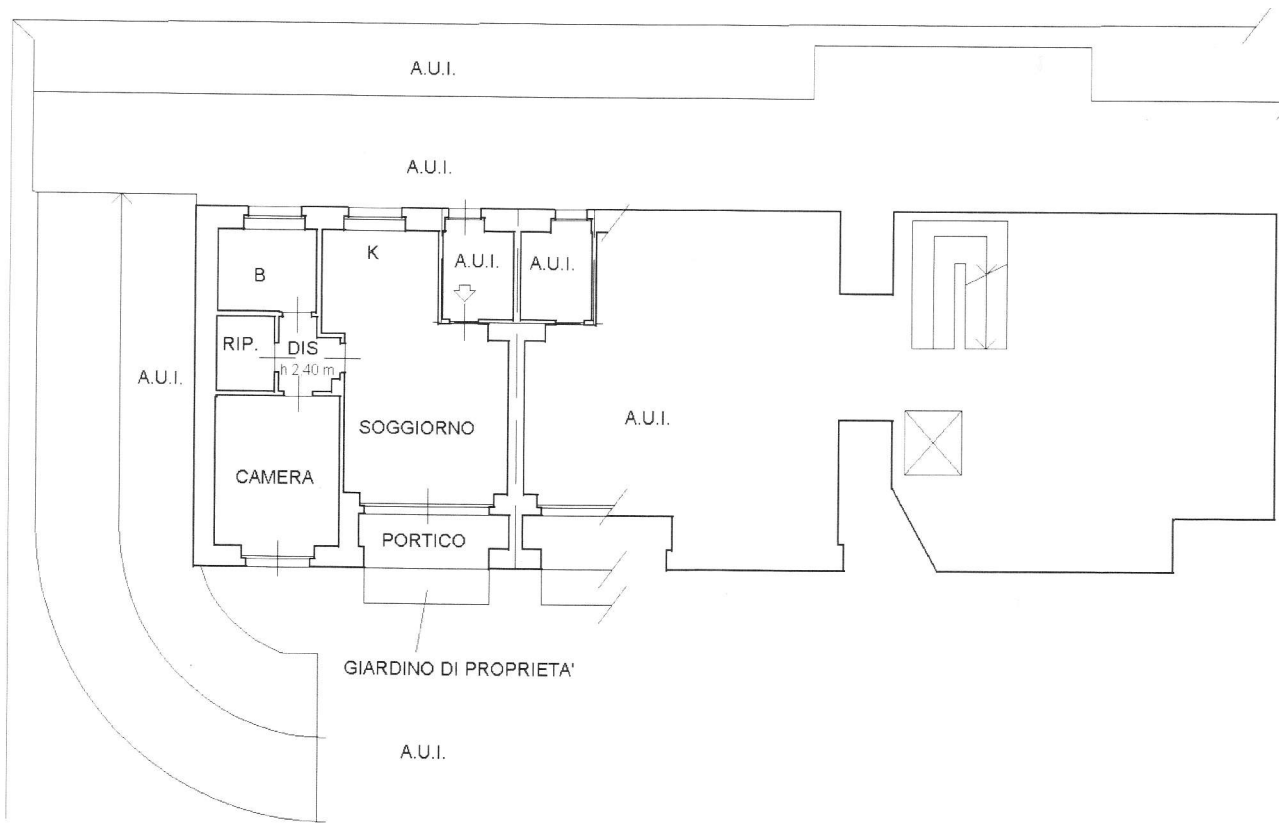 A.U.I.
A.U.I.
K
A.U.I.
A.U.I.
B
RIP.
DIS
h 2.40 m
A.U.I.
SOGGIORNO
A.U.I.
CAMERA
PORTICO
GIARDINO DI PROPRIETA'
A.U.I.